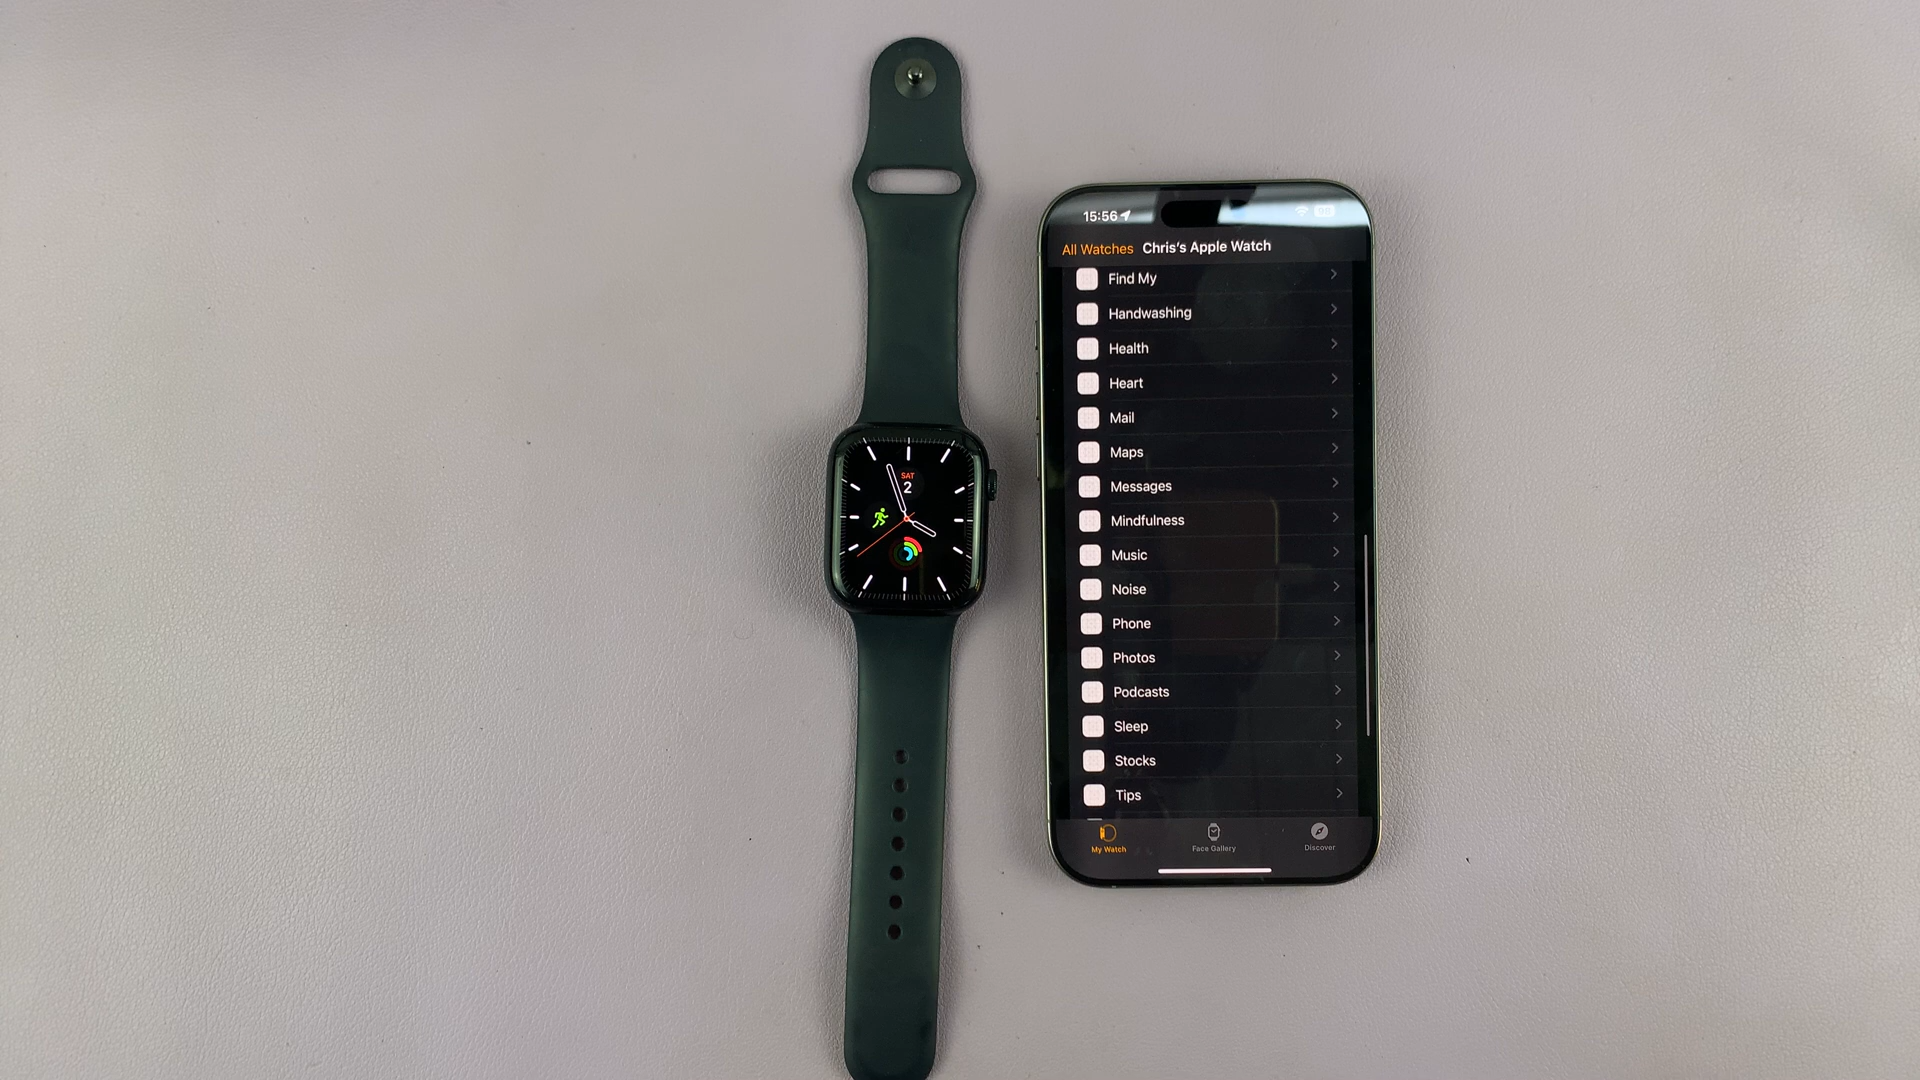 SAT
2
15:56
All Watches Chris's Apple Watch
Find My
Handwashing
Health
Heart
Mail
Maps
Messages
Mindfulness
Music
Noise
Phone
Photos
Podcasts
Sleep
Stocks
Tips
My Watch Face Gallery Discover